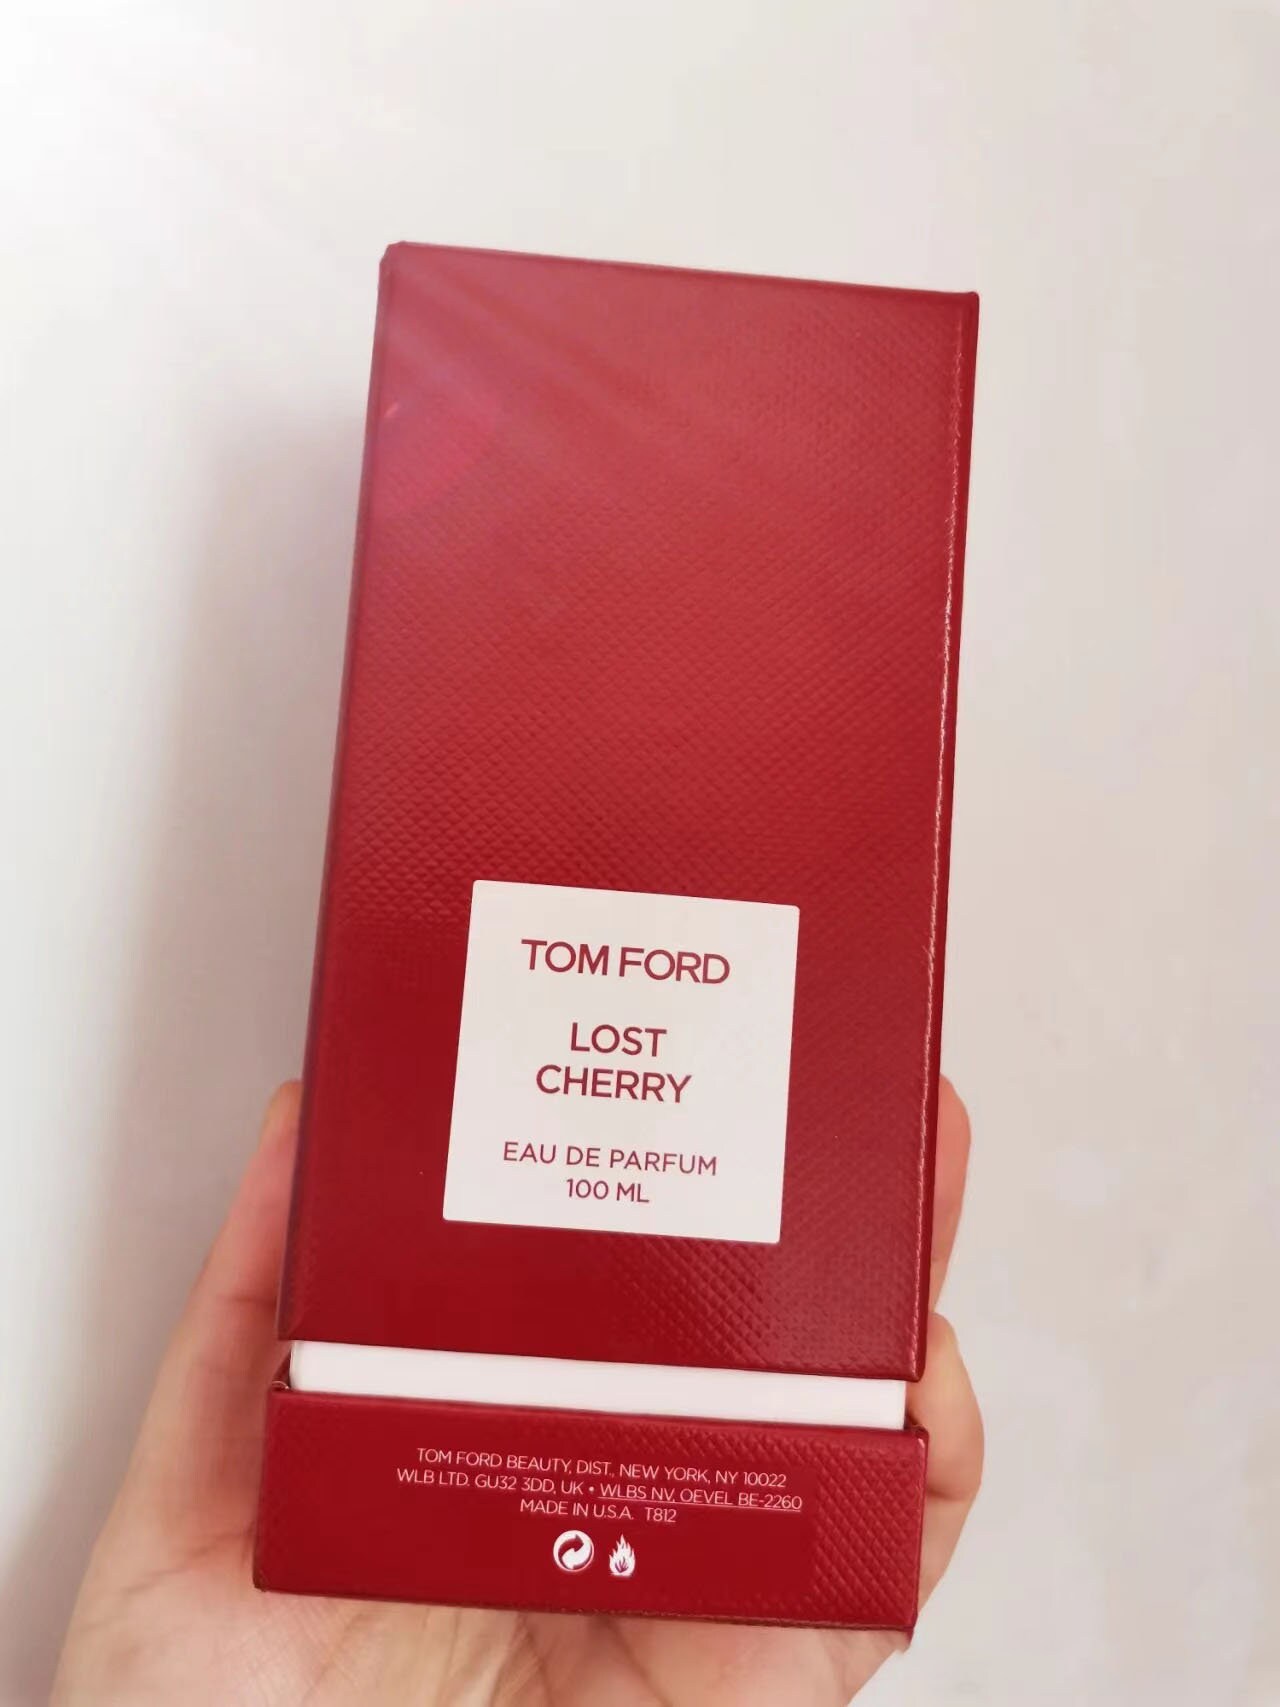 TOM FORD
LOST
CHERRY
EAU DE PARFUM
100 ML
TOM FORD BEAUTY, DIST., NEW YORK, NY 10022
WLB LTD. GU32 3DD, UK • WLBS NV, OEVEL BE-2260
MADE IN U.S.A. T812